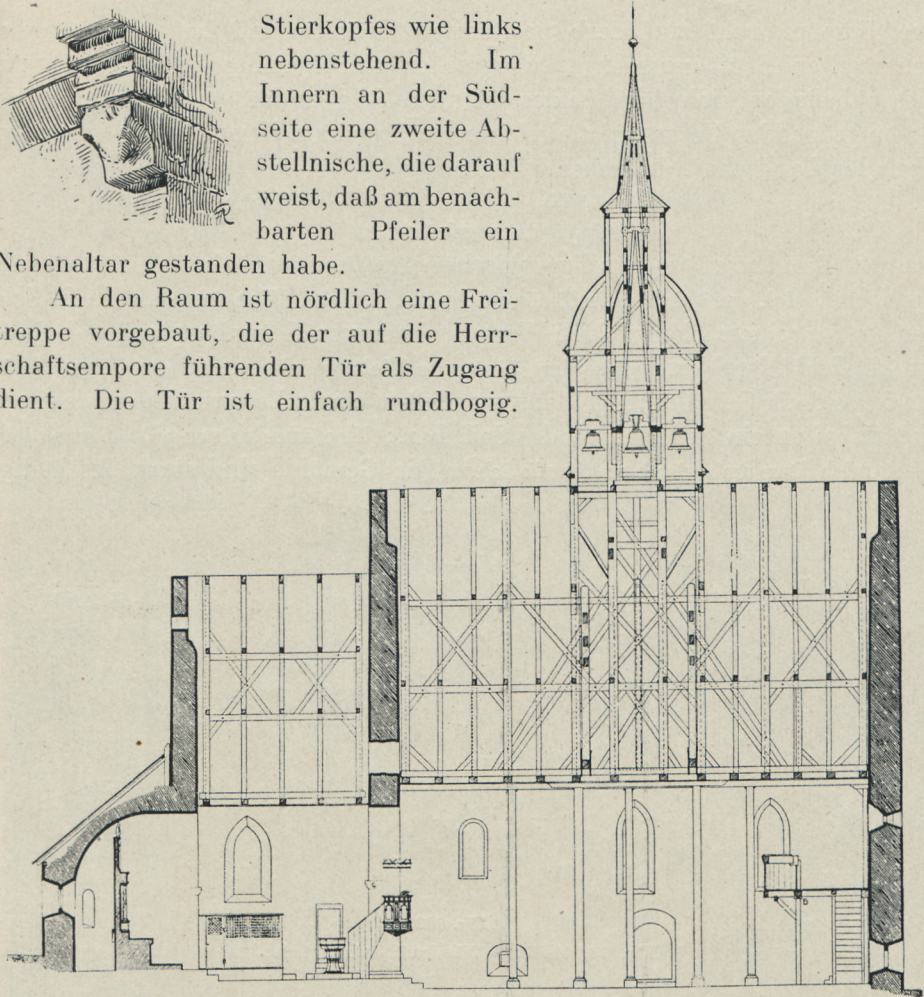 Stierkopfes wie links
nebenstehend. Im
Innern an der Süd-
seite eine zweite Ab-
stellnische, die darauf
weist, daß am benach-
barten Pfeiler ein
Nebenaltar gestanden habe.
An den Raum ist nördlich eine Frei-
treppe vorgebaut, die der auf die Herr-
schaftsempore führenden Tür als Zugang
dient. Die Tür ist einfach rundbogig.
R